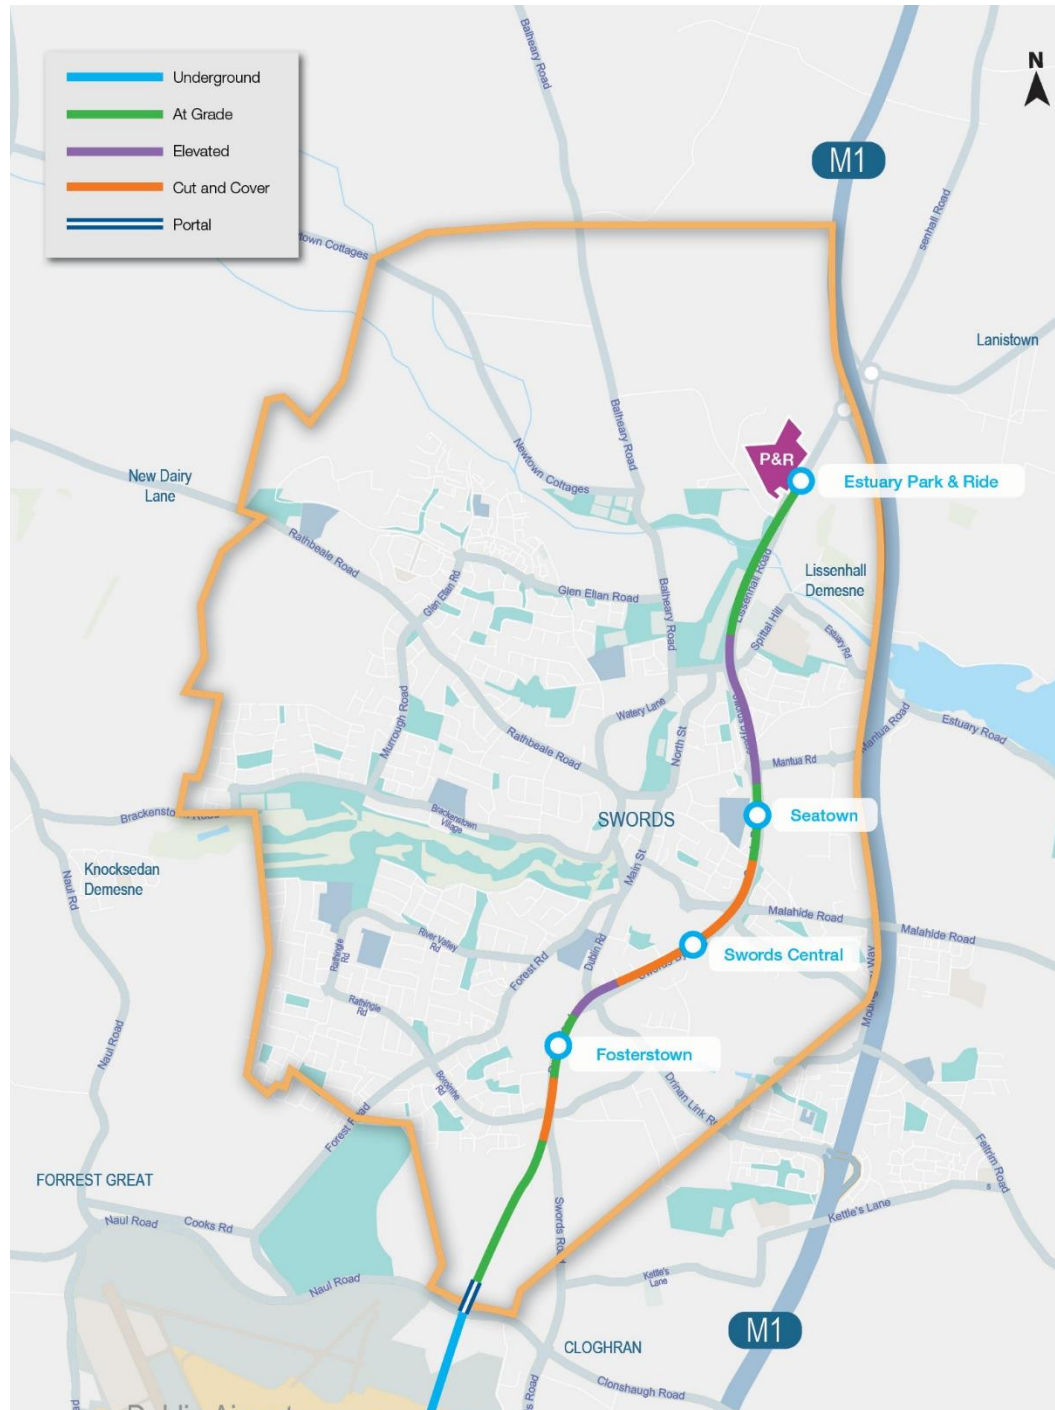 Underground
At Grade
Elevated
Cut and Cover
Portal
N
M1
Balheary Road
Cottages
Lanistown
Balheary Road
Newtown Cottages
P&R
Estuary Park & Ride
New Dairy
Lane
Rathbeale Road
Glen Ellan Rd
Glen Ellan Road
Balheary Road
Lissenhall Road
Lissenhall
Demesne
Spittal Hill
Estuary Rd
Murrough Road
Rathbeale Road
Watery Lane
North St
Mantua Rd
Mantua Road
Estuary Road
Brackenstown Road
Brackenstown
Village
SWORDS
Seatown
Knocksedan
Demesne
Naul Rd
Main St
Malahide Road
Malahide Road
River Valley
Rd
Rathingle
Rd
Forest Rd
Dublin Rd
Swords Central
Way
Rathingle
Rd
Fosterstown
Naul Road
Boroimhe
Rd
Drinan Link
Forest Road
Feltrim Road
FORREST GREAT
Naul Road
Cooks Rd
Swords Road
Kettle's Lane
Naul Road
Kettle's
Lane
M1
CLOGHRAN
Clonshaugh Road
Road